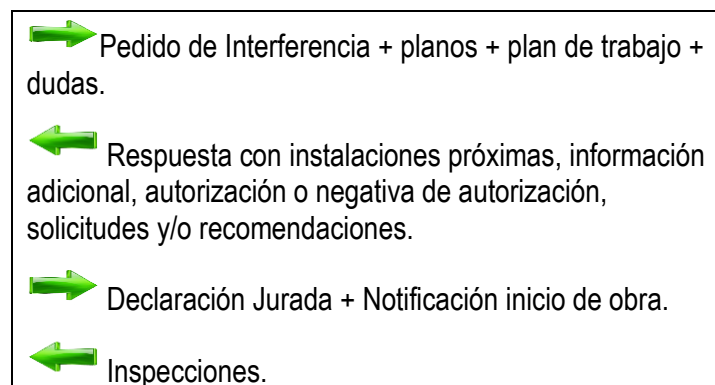 Pedido de Interferencia + planos + plan de trabajo +
dudas.
Respuesta con instalaciones próximas, información
adicional, autorización o negativa de autorización,
solicitudes y/o recomendaciones.
Declaración Jurada + Notificación inicio de obra.
Inspecciones.